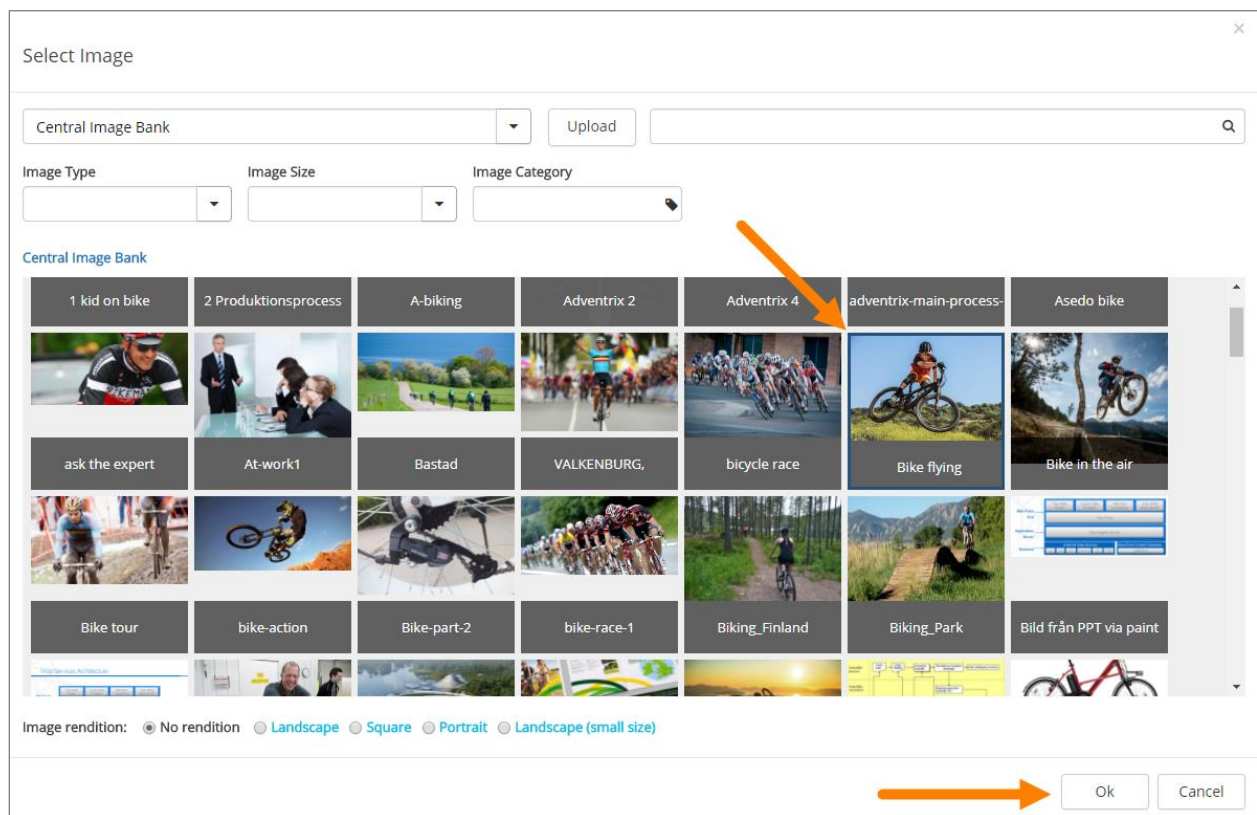 Select Image
Central Image Bank
Upload
Image Type
Image Size
Image Category
Central Image Bank
1 kid on bike
2 Produktionsprocess
A-biking
Adventrix 2
Adventrix 4
adventrix-main-process-
Asedo bike
ask the expert
At-work1
Bastad
VALKENBURG,
bicycle race
Bike flying
Bike in the air
Bike tour
bike-action
Bike-part-2
bike-race-1
Biking_Finland
Biking_Park
Bild från PPT via paint
Image rendition:
No rendition
Landscape
Square
Portrait
Landscape (small size)
Ok
Cancel